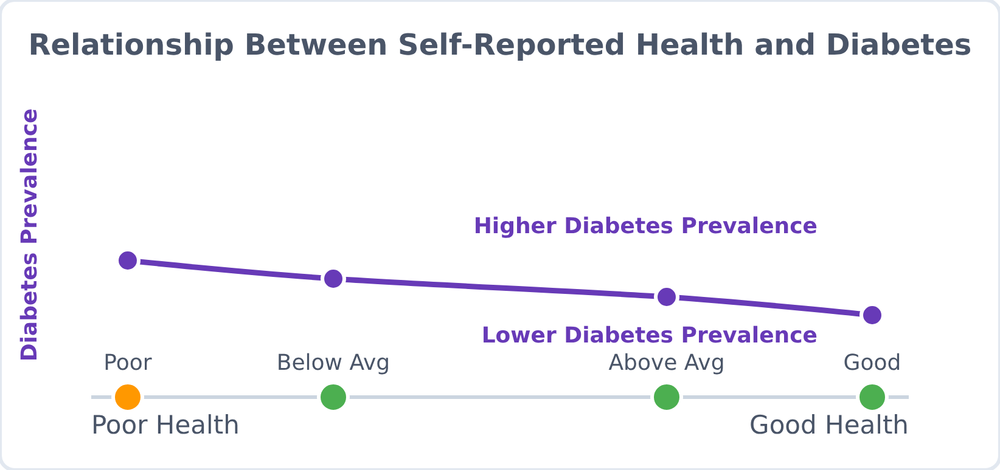 Relationship Between Self-Reported Health and Diabetes
Diabetes Prevalence
Higher Diabetes Prevalence
Lower Diabetes Prevalence
Poor Below Avg Above Avg Good
Poor Health Good Health